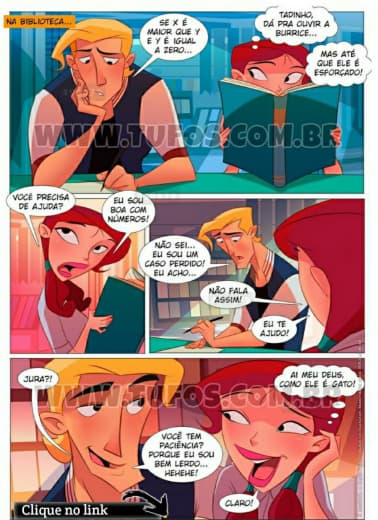 NA BIBLIOTECA...
SE X É
MAIOR QUE Y
E Y É IGUAL
A ZERO...
TADINHO,
DÁ PRA OUVIR A
BURRICE...
MAS ATÉ
QUE ELE É
ESFORÇADO!
WWW.TUFOS.COM.BR
VOCÊ PRECISA
DE AJUDA?
EU SOU
BOA COM
NÚMEROS!
NÃO SEI...
EU SOU UM
CASO PERDIDO!
EU ACHO...
NÃO FALA
ASSIM!
EU TE
AJUDO!
JURA?!
AI MEU DEUS,
COMO ELE É GATO!
WWW.TUFOS.COM.BR
VOCÊ TEM
PACIÊNCIA?
PORQUE EU SOU
BEM LERDO...
HEHEHE!
CLARO!
Clique no link